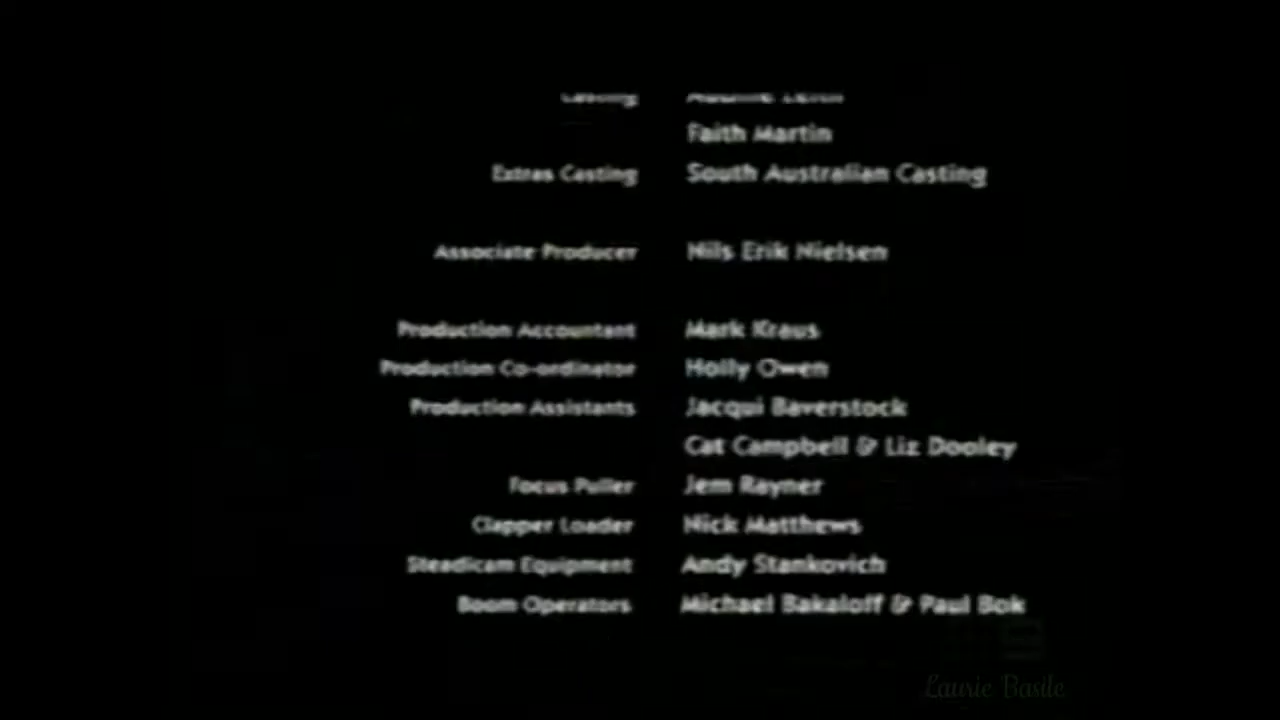 Casting
Faith Martin
Extras Casting South Australian Casting
Associate Producer Nils Erik Nielsen
Production Accountant Mark Kraus
Production Co-ordinator Holly Owen
Production Assistants Jacqui Baverstock
Cat Campbell & Liz Dooley
Focus Puller Jem Rayner
Clapper Loader Nick Matthews
Steadicam Equipment Andy Stankovich
Boom Operators Michael Bakaloff & Paul Bok
Laurie Basile